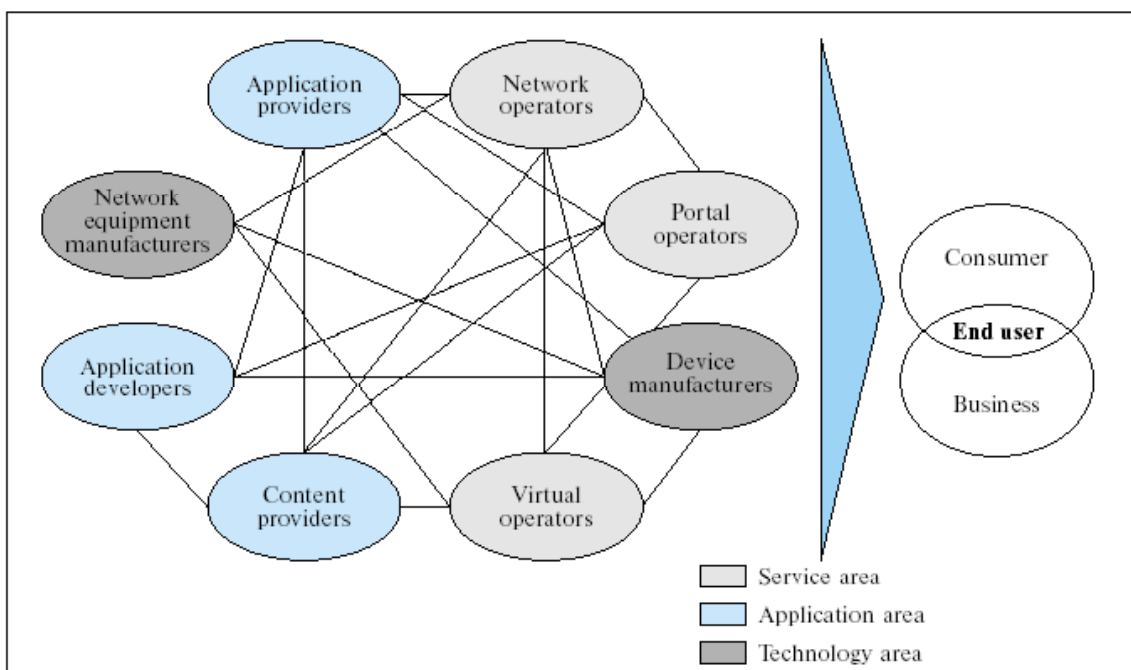 Application
providers
Network
operators
Network
equipment
manufacturers
Portal
operators
Consumer
End user
Business
Application
developers
Device
manufacturers
Content
providers
Virtual
operators
Service area
Application area
Technology area